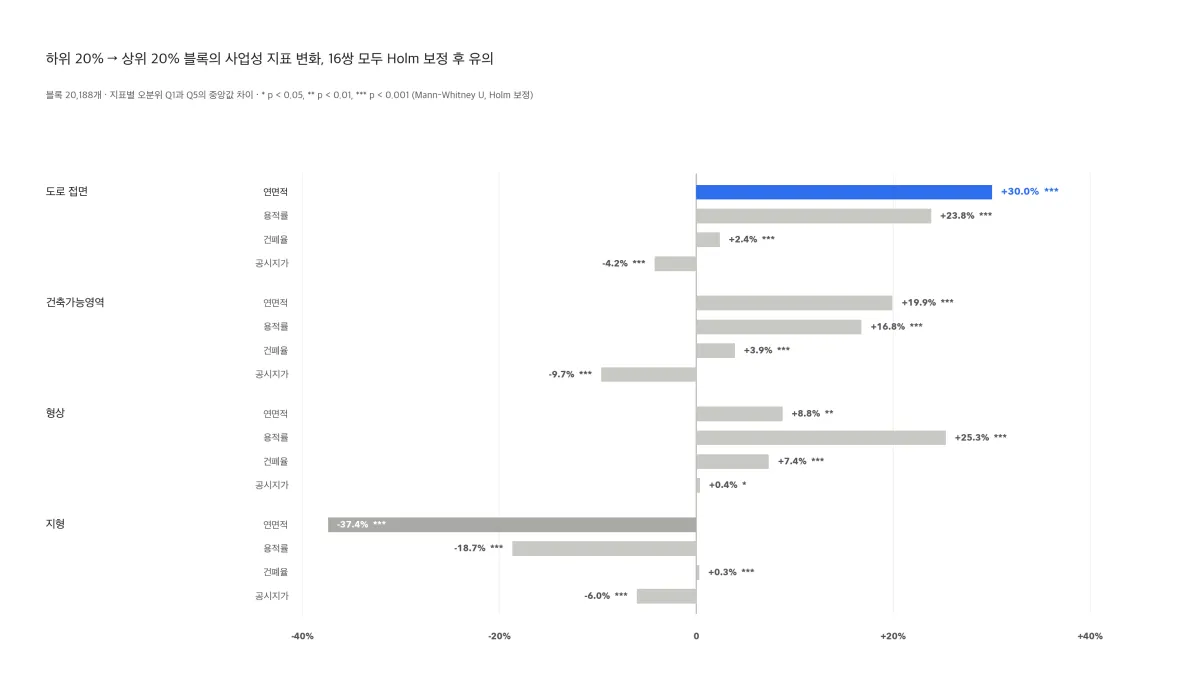 하위 20% → 상위 20% 블록의 사업성 지표 변화, 16쌍 모두 Holm 보정 후 유의
블록 20,188개 · 지표별 오분위 Q1과 Q5의 중앙값 차이 · * p < 0.05, ** p < 0.01, *** p < 0.001 (Mann-Whitney U, Holm 보정)
도로 접면 연면적 +30.0% ***
용적률 +23.8% ***
건폐율 +2.4% ***
공시지가 -4.2% ***
건축가능영역 연면적 +19.9% ***
용적률 +16.8% ***
건폐율 +3.9% ***
공시지가 -9.7% ***
형상 연면적 +8.8% **
용적률 +25.3% ***
건폐율 +7.4% ***
공시지가 +0.4% *
지형 연면적 -37.4% ***
용적률 -18.7% ***
건폐율 +0.3% ***
공시지가 -6.0% ***
-40% -20% 0 +20% +40%